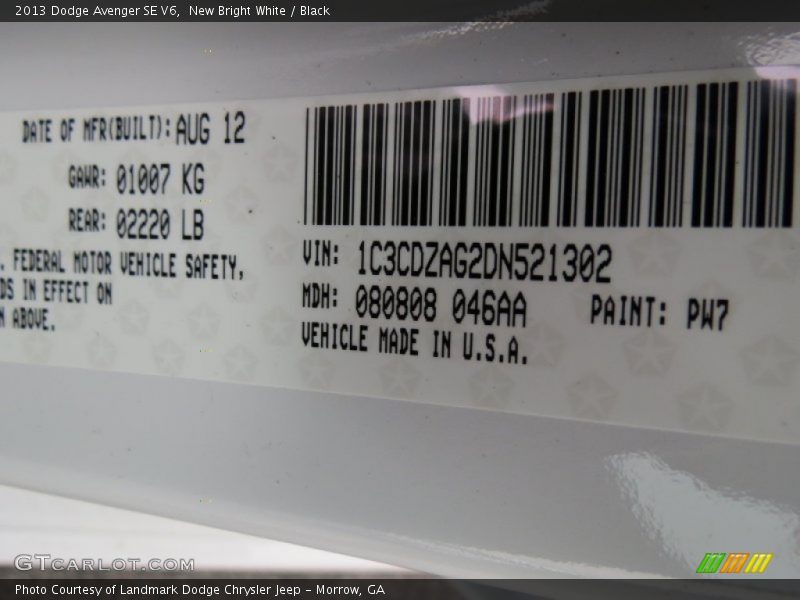 2013 Dodge Avenger SE V6,  New Bright White / Black
DATE OF MFR(BUILT): AUG 12
GAWR: 01007 KG
REAR: 02220 LB
. FEDERAL MOTOR VEHICLE SAFETY,
DS IN EFFECT ON
N ABOVE.
VIN: 1C3CDZAG2DN521302
MDH: 080808 046AA PAINT: PW7
VEHICLE MADE IN U.S.A.
GTCARLOT.COM
Photo Courtesy of Landmark Dodge Chrysler Jeep – Morrow, GA